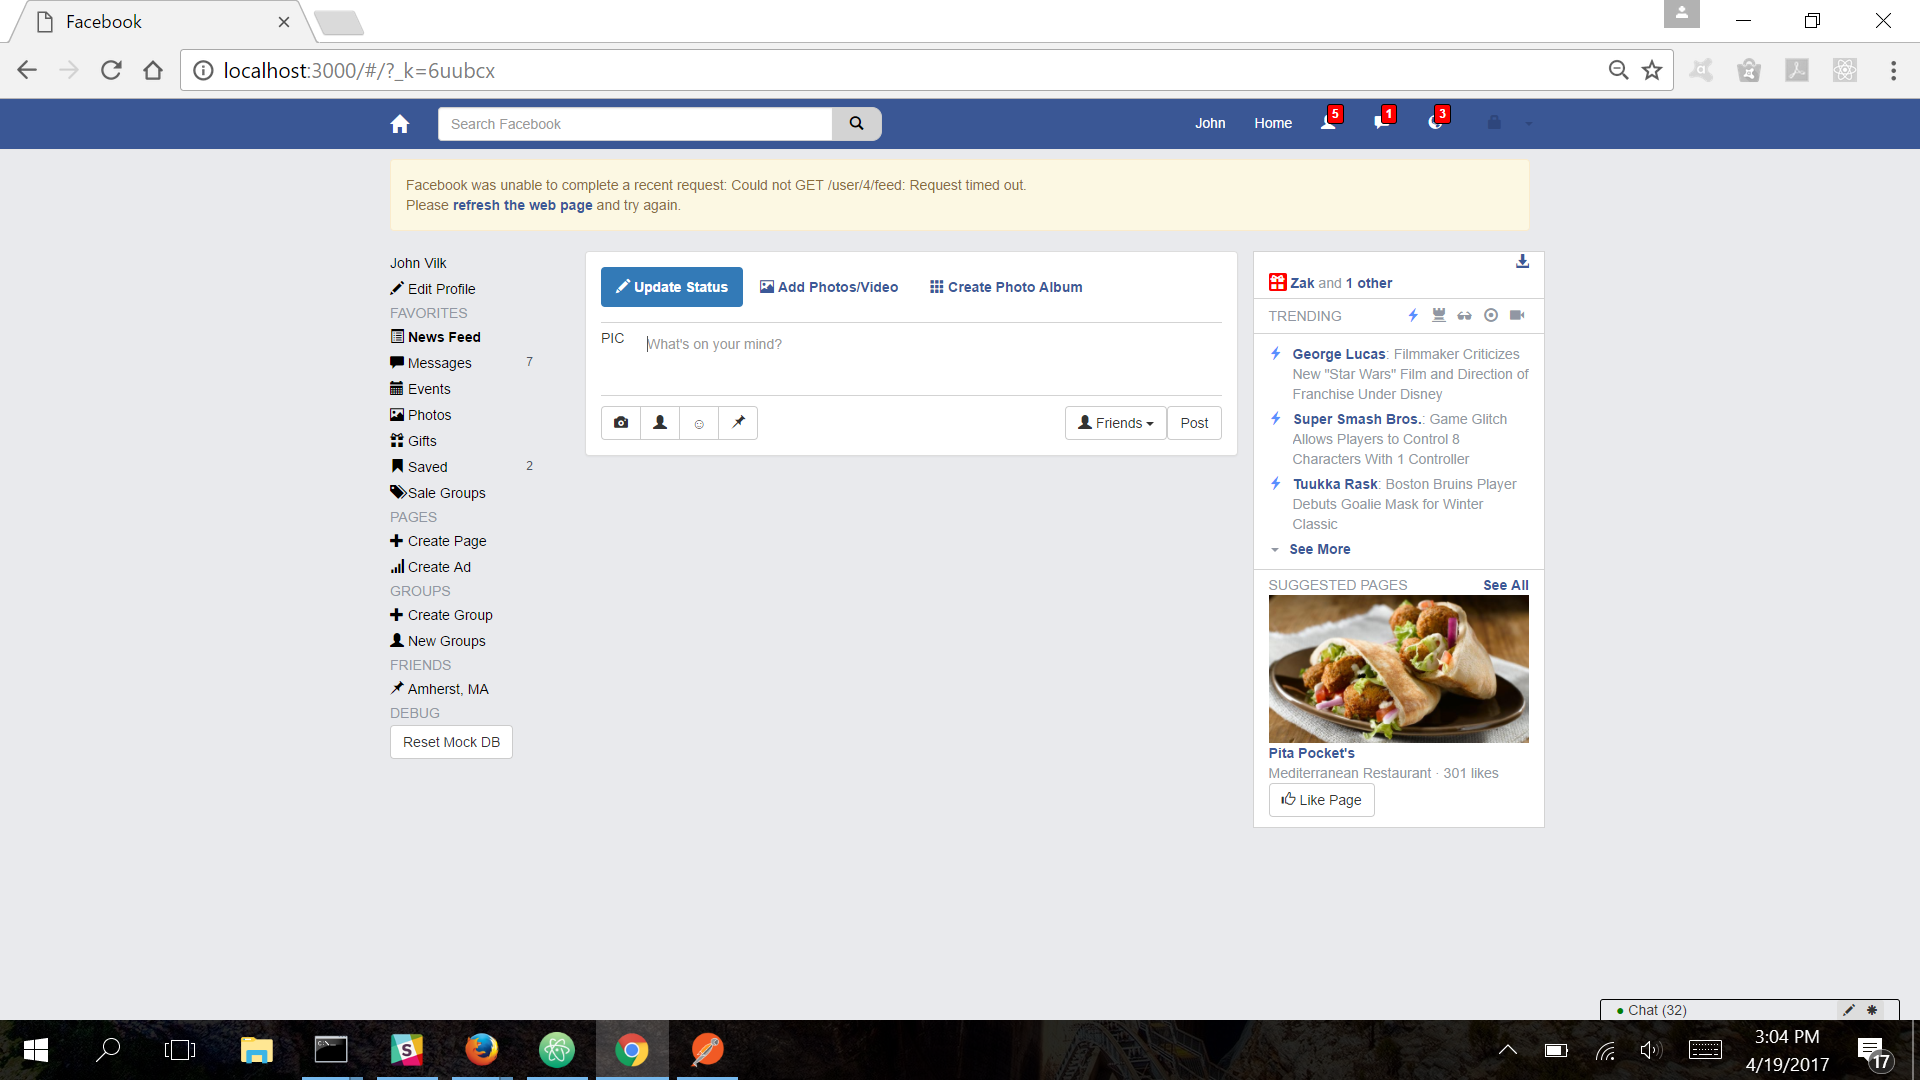 Facebook
localhost:3000/#/?_k=6uubcx
Search Facebook
John
Home
5
1
3
Facebook was unable to complete a recent request: Could not GET /user/4/feed: Request timed out.
Please refresh the web page and try again.
John Vilk
Edit Profile
FAVORITES
News Feed
Messages 7
Events
Photos
Gifts
Saved 2
Sale Groups
PAGES
Create Page
Create Ad
GROUPS
Create Group
New Groups
FRIENDS
Amherst, MA
DEBUG
Reset Mock DB
Update Status
Add Photos/Video
Create Photo Album
PIC
What's on your mind?
Friends
Post
Zak and 1 other
TRENDING
George Lucas: Filmmaker Criticizes
New "Star Wars" Film and Direction of
Franchise Under Disney
Super Smash Bros.: Game Glitch
Allows Players to Control 8
Characters With 1 Controller
Tuukka Rask: Boston Bruins Player
Debuts Goalie Mask for Winter
Classic
See More
SUGGESTED PAGES See All
Pita Pocket's
Mediterranean Restaurant · 301 likes
Like Page
Chat (32)
3:04 PM
4/19/2017
17